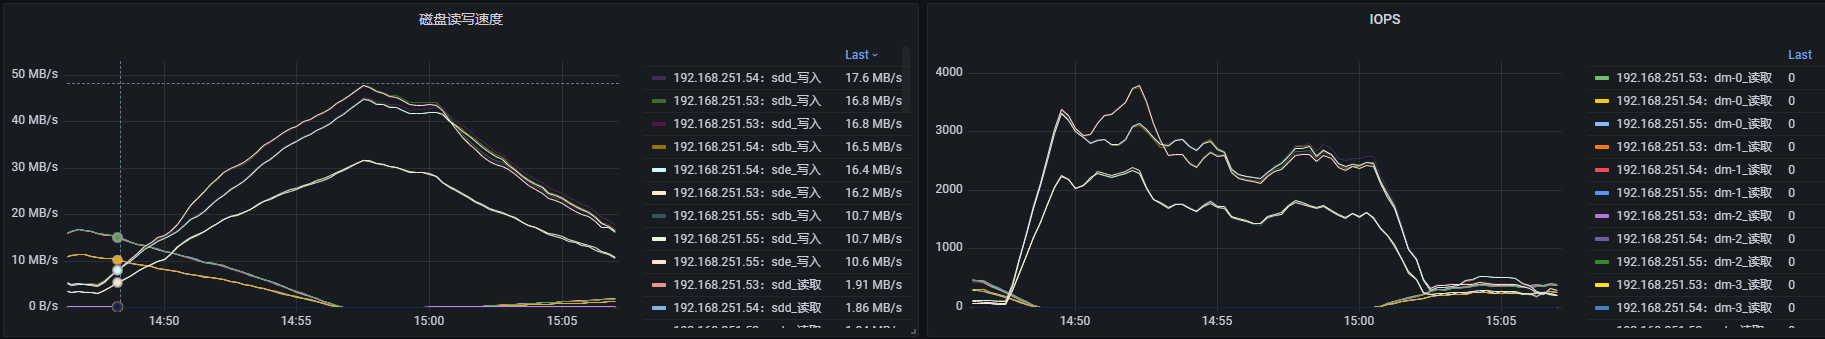 磁盘读写速度
Last
50 MB/s
40 MB/s
30 MB/s
20 MB/s
10 MB/s
0 B/s
14:50
14:55
15:00
15:05
192.168.251.54：sdd_写入 17.6 MB/s
192.168.251.53：sdb_写入 16.8 MB/s
192.168.251.53：sdd_写入 16.8 MB/s
192.168.251.54：sdb_写入 16.5 MB/s
192.168.251.54：sde_写入 16.4 MB/s
192.168.251.53：sde_写入 16.2 MB/s
192.168.251.55：sdb_写入 10.7 MB/s
192.168.251.55：sdd_写入 10.7 MB/s
192.168.251.55：sde_写入 10.6 MB/s
192.168.251.53：sdd_读取 1.91 MB/s
192.168.251.54：sdd_读取 1.86 MB/s
IOPS
Last
4000
3000
2000
1000
0
14:50
14:55
15:00
15:05
192.168.251.53：dm-0_读取 0
192.168.251.54：dm-0_读取 0
192.168.251.55：dm-0_读取 0
192.168.251.53：dm-1_读取 0
192.168.251.54：dm-1_读取 0
192.168.251.55：dm-1_读取 0
192.168.251.53：dm-2_读取 0
192.168.251.54：dm-2_读取 0
192.168.251.55：dm-2_读取 0
192.168.251.53：dm-3_读取 0
192.168.251.54：dm-3_读取 0